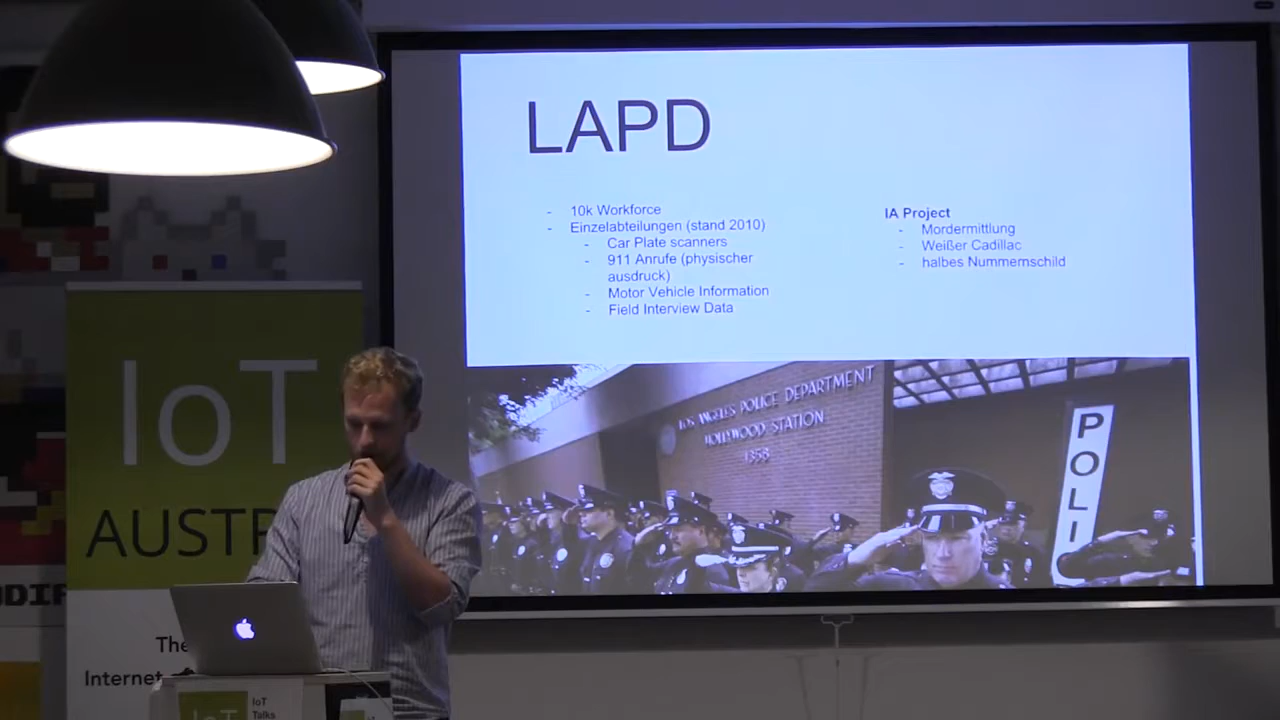 LAPD
- 10k Workforce
- Einzelabteilungen (stand 2010)
- Car Plate scanners
- 911 Anrufe (physischer
ausdruck)
- Motor Vehicle Information
- Field Interview Data
IA Project
- Mordermittlung
- Weißer Cadillac
- halbes Nummernschild
LOS ANGELES POLICE DEPARTMENT
HOLLYWOOD STATION
1358
POLIC
IoT
AUSTR
The
Internet
IoT
IoT
Talks